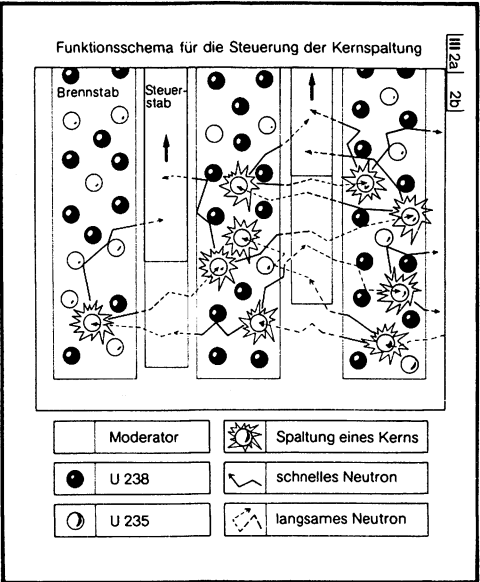 Funktionsschema für die Steuerung der Kernspaltung
III 2a
2b
Brennstab
Steuer-
stab
Moderator
Spaltung eines Kerns
U 238
schnelles Neutron
U 235
langsames Neutron